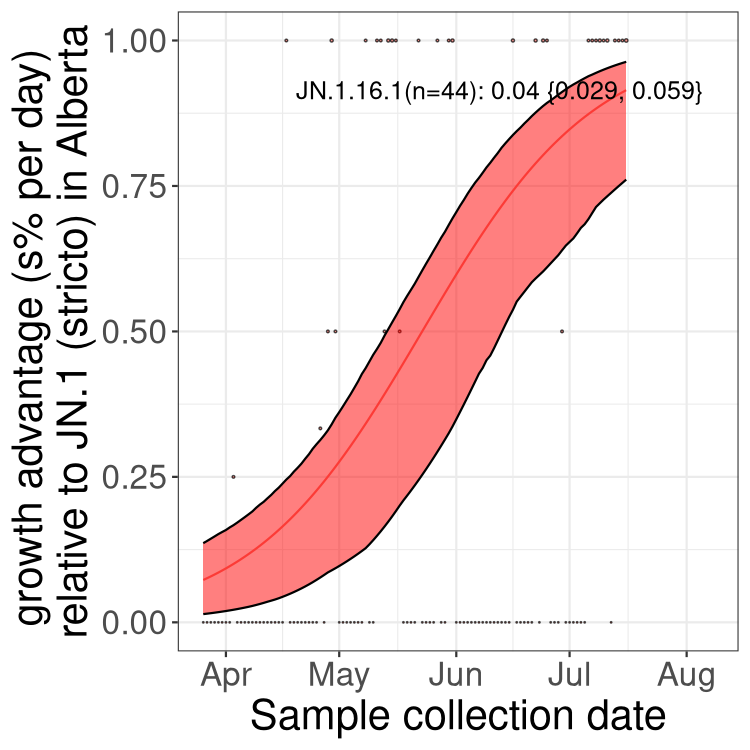 growth advantage (s% per day)
relative to JN.1 (stricto) in Alberta
1.00
0.75
0.50
0.25
0.00
JN.1.16.1(n=44): 0.04 {0.029, 0.059}
Apr May Jun Jul Aug
Sample collection date